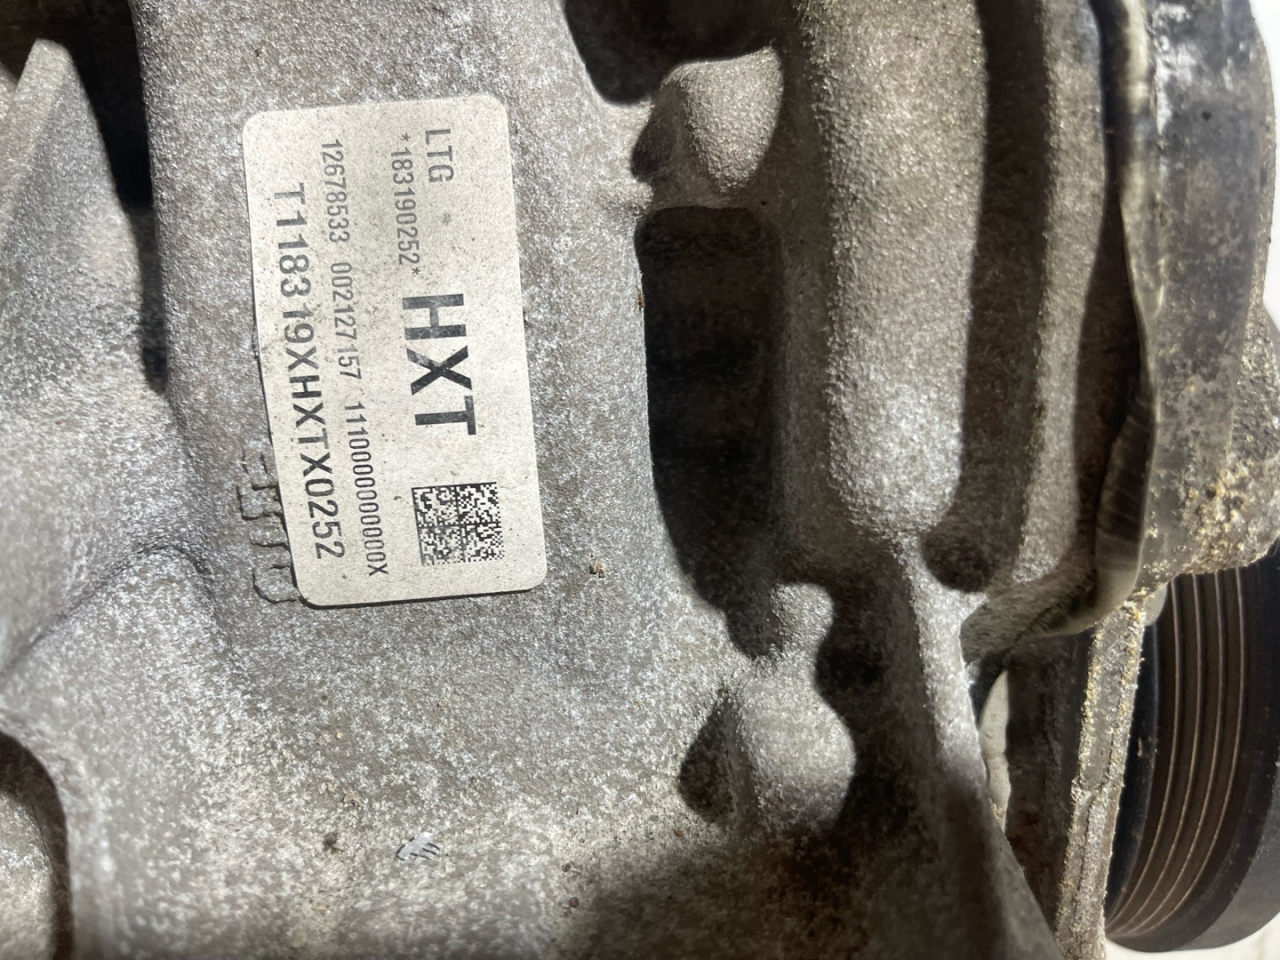 LTG
*183190252*
HXT
12678533 002127157 1110000000000X
T118319XHXTX0252